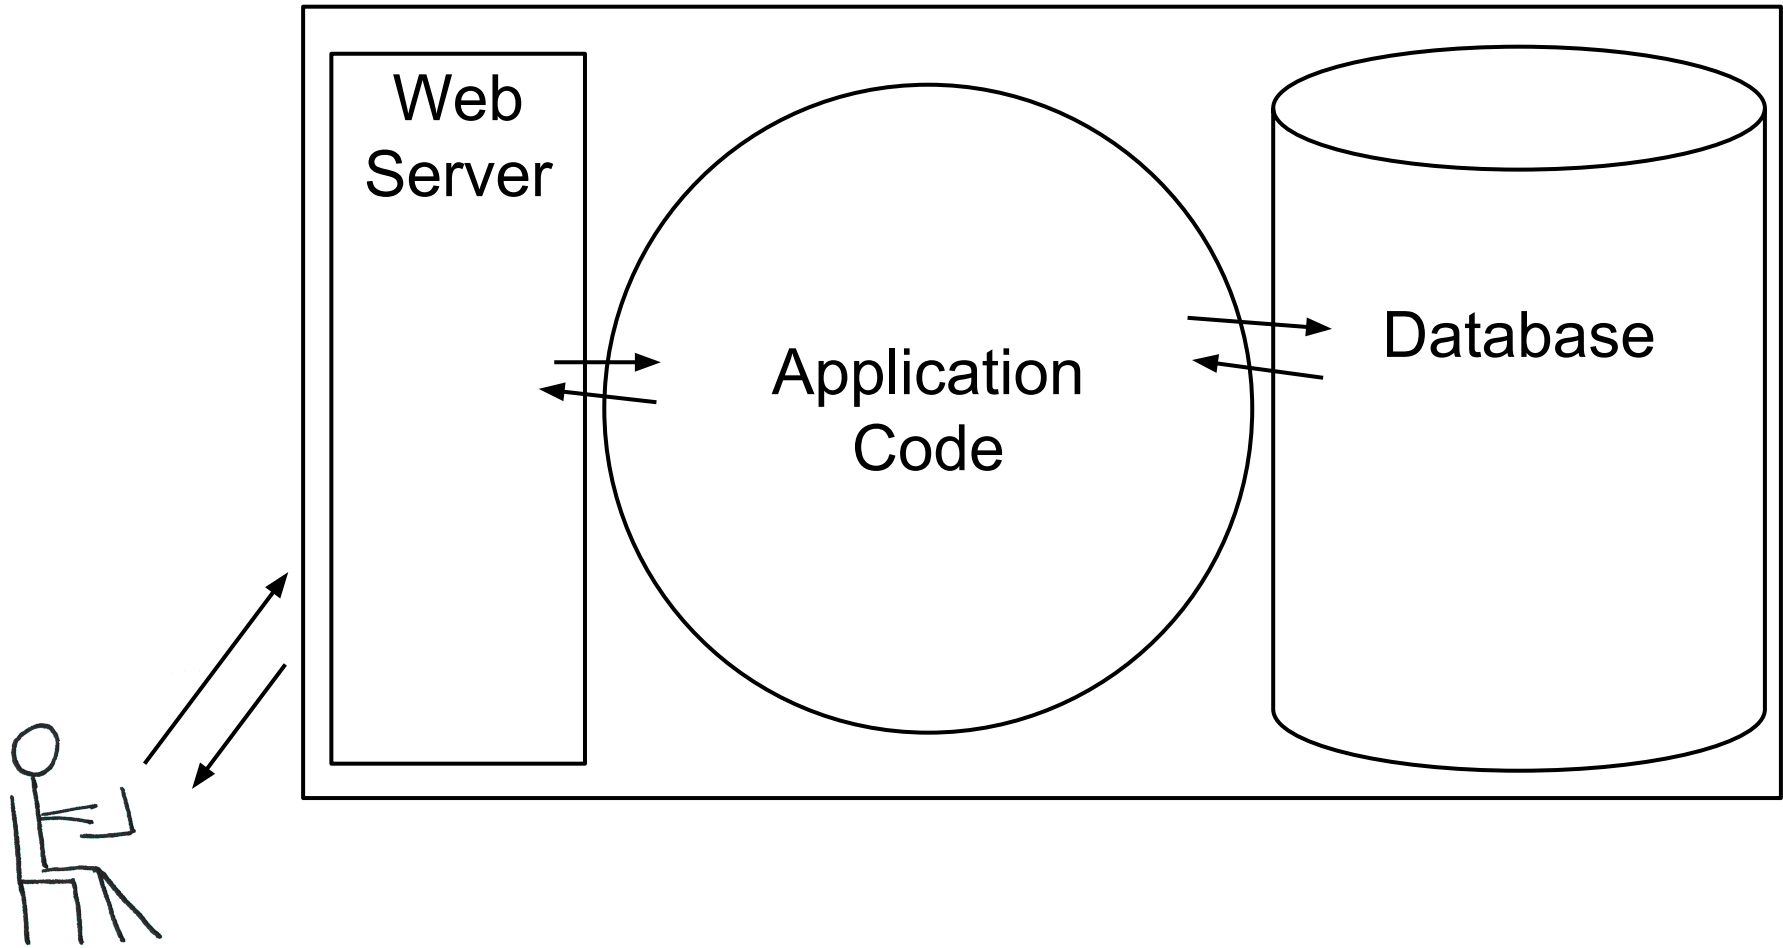 Web
Server
Application
Code
Database